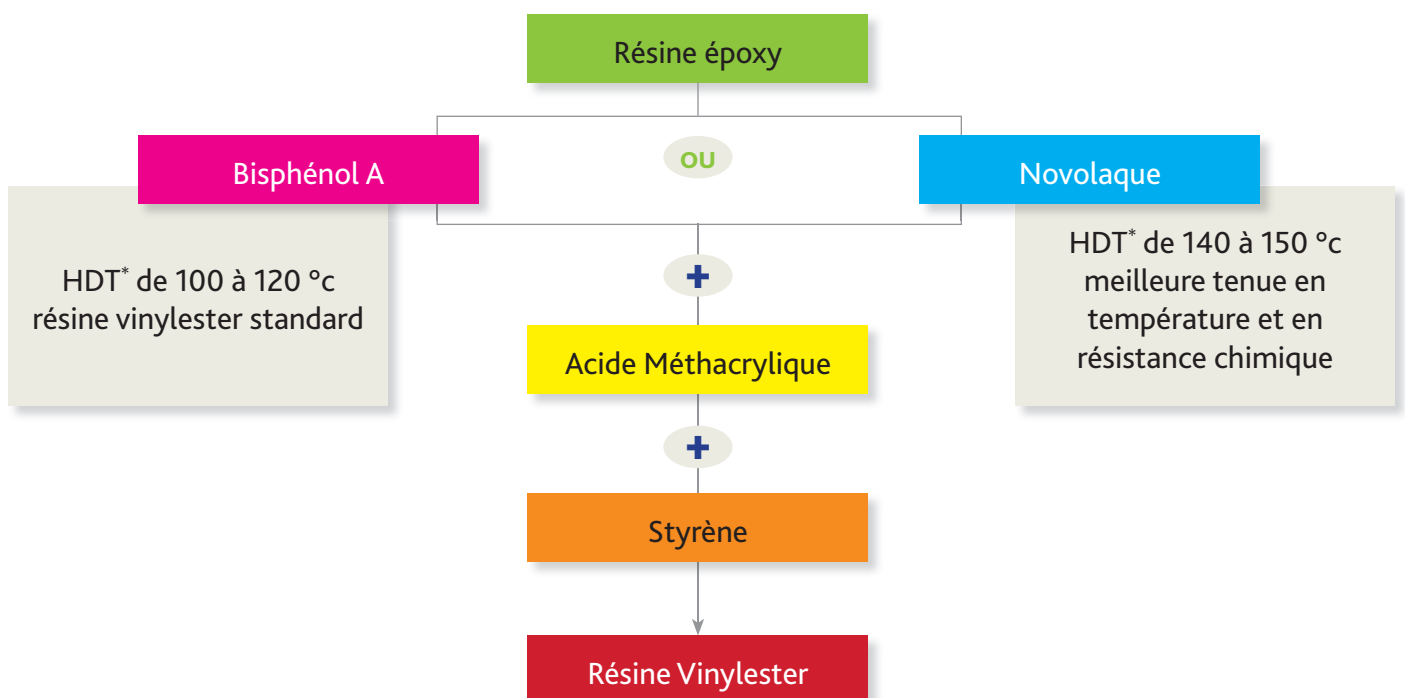 Résine époxy
ou
Bisphénol A
Novolaque
HDT* de 100 à 120 °c
résine vinylester standard
HDT* de 140 à 150 °c
meilleure tenue en
température et en
résistance chimique
+
Acide Méthacrylique
+
Styrène
Résine Vinylester